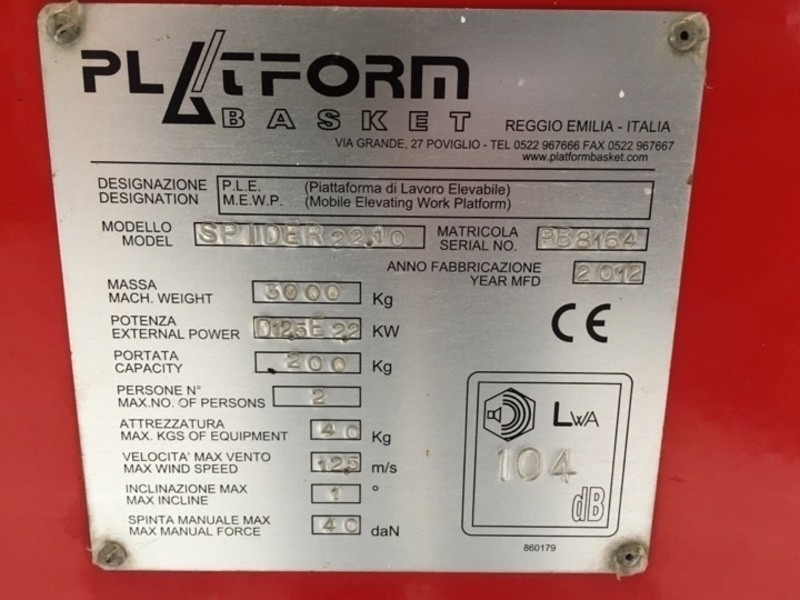 PLATFORM
BASKET
REGGIO EMILIA - ITALIA
VIA GRANDE, 27 POVIGLIO - TEL 0522 967666 FAX 0522 967667
www.platformbasket.com
DESIGNAZIONE P.L.E. (Piattaforma di Lavoro Elevabile)
DESIGNATION M.E.W.P. (Mobile Elevating Work Platform)
MODELLO
MODEL SPIDER 22.10
MATRICOLA
SERIAL NO. PB8164
ANNO FABBRICAZIONE
YEAR MFD 2012
MASSA
MACH. WEIGHT 3000 Kg
POTENZA
EXTERNAL POWER D12.5E2.2 KW
PORTATA
CAPACITY 200 Kg
PERSONE N°
MAX.NO. OF PERSONS 2
ATTREZZATURA
MAX. KGS OF EQUIPMENT 40 Kg
VELOCITA' MAX VENTO
MAX WIND SPEED 12.5 m/s
INCLINAZIONE MAX
MAX INCLINE 1 °
SPINTA MANUALE MAX
MAX MANUAL FORCE 40 daN
CE
LWA
104
dB
860179